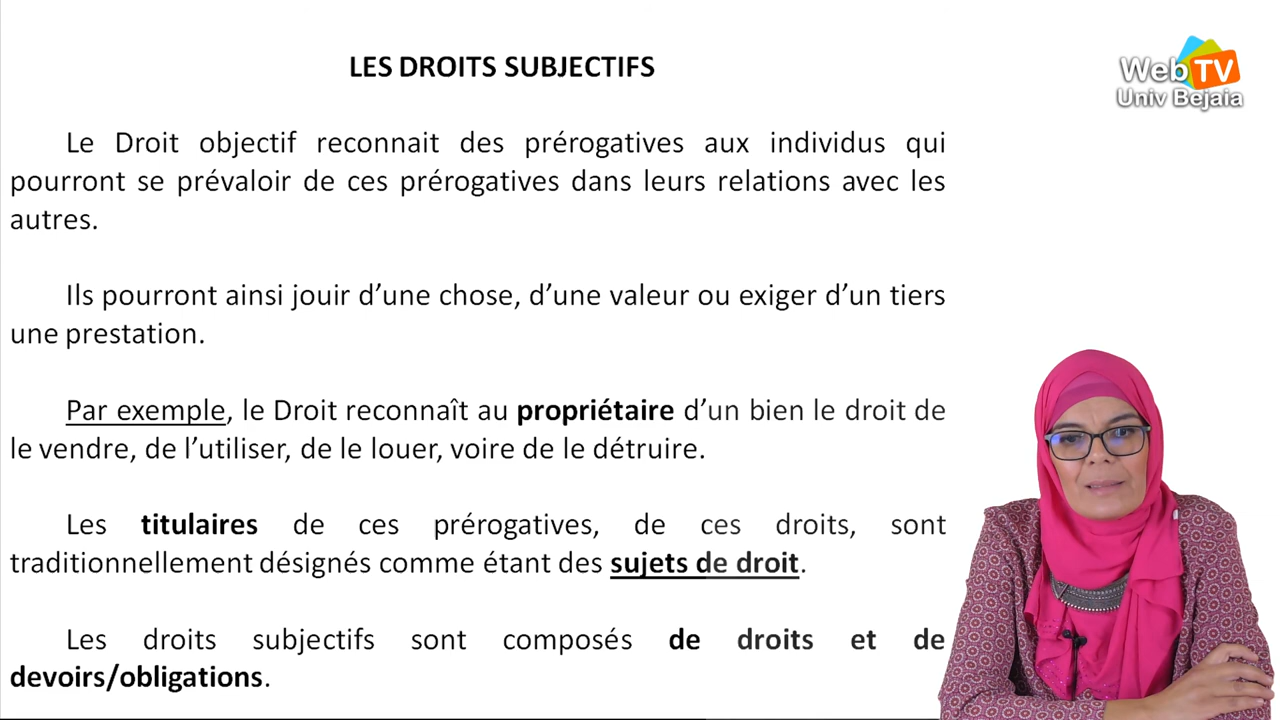 LES DROITS SUBJECTIFS
Web TV
Univ Bejaia
Le Droit objectif reconnait des prérogatives aux individus qui
pourront se prévaloir de ces prérogatives dans leurs relations avec les
autres.
Ils pourront ainsi jouir d’une chose, d’une valeur ou exiger d’un tiers
une prestation.
Par exemple, le Droit reconnaît au propriétaire d’un bien le droit de
le vendre, de l’utiliser, de le louer, voire de le détruire.
Les titulaires de ces prérogatives, de ces droits, sont
traditionnellement désignés comme étant des sujets de droit.
Les droits subjectifs sont composés de droits et de
devoirs/obligations.